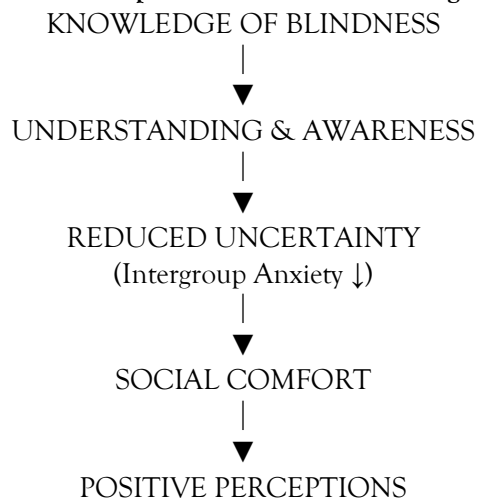 KNOWLEDGE OF BLINDNESS
UNDERSTANDING & AWARENESS
REDUCED UNCERTAINTY
(Intergroup Anxiety ↓)
SOCIAL COMFORT
POSITIVE PERCEPTIONS